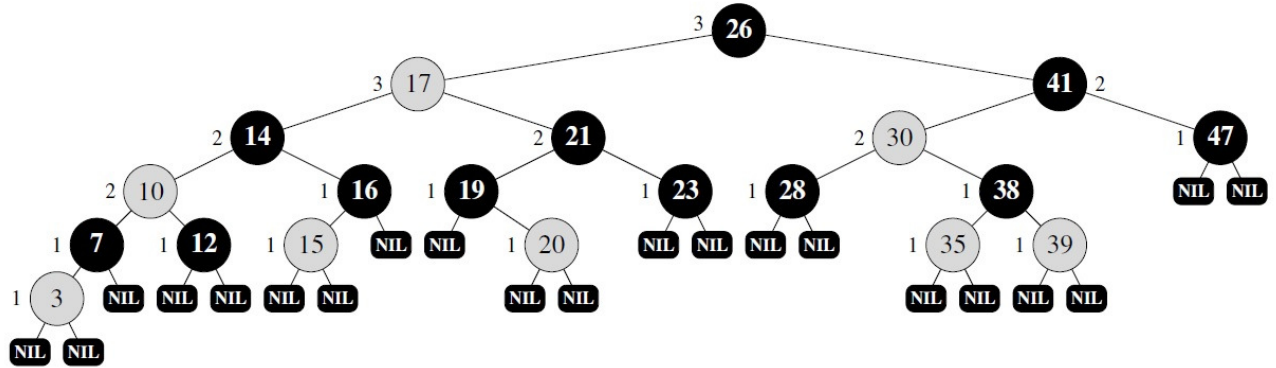 3 26
3 17 41 2
2 14 2 21 2 30 1 47
2 10 1 16 1 19 1 23 1 28 1 38 NIL NIL
1 7 1 12 1 15 NIL NIL 1 20 NIL NIL NIL NIL 1 35 1 39
1 3 NIL NIL NIL NIL NIL NIL NIL NIL NIL NIL NIL
NIL NIL